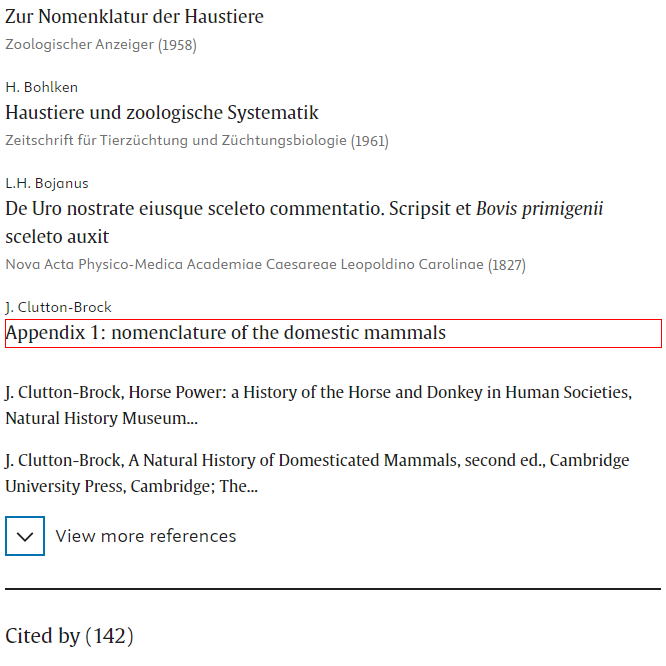 Zur Nomenklatur der Haustiere
Zoologischer Anzeiger (1958)
H. Bohlken
Haustiere und zoologische Systematik
Zeitschrift für Tierzüchtung und Züchtungsbiologie (1961)
L.H. Bojanus
De Uro nostrate eiusque sceleto commentatio. Scripsit et Bovis primigenii
sceleto auxit
Nova Acta Physico-Medica Academiae Caesareae Leopoldino Carolinae (1827)
J. Clutton-Brock
Appendix 1: nomenclature of the domestic mammals
J. Clutton-Brock, Horse Power: a History of the Horse and Donkey in Human Societies,
Natural History Museum...
J. Clutton-Brock, A Natural History of Domesticated Mammals, second ed., Cambridge
University Press, Cambridge; The...
View more references
Cited by (142)